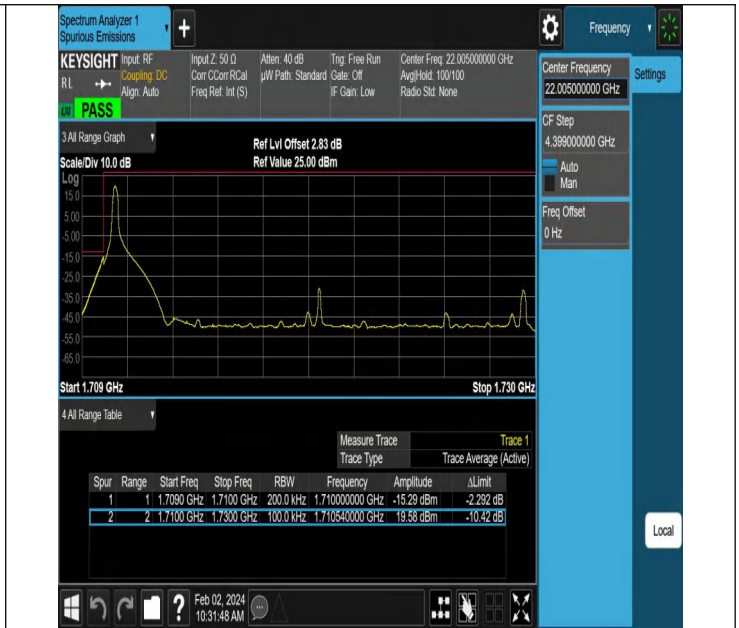 Spectrum Analyzer 1
Spurious Emissions
Frequency
KEYSIGHT Input: RF Input Z: 50 Ω Atten: 40 dB Trig: Free Run Center Freq: 22.005000000 GHz
RL Coupling: DC Corr CCorr RCal µW Path: Standard Gate: Off Avg|Hold: 100/100
Align: Auto Freq Ref: Int (S) IF Gain: Low Radio Std: None
PASS
Center Frequency
22.005000000 GHz
Settings
CF Step
4.399000000 GHz
Auto
Man
Freq Offset
0 Hz
3 All Range Graph
Ref Lvl Offset 2.83 dB
Scale/Div 10.0 dB Ref Value 25.00 dBm
Log
15.0
5.00
-5.00
-15.0
-25.0
-35.0
-45.0
-55.0
-65.0
Start 1.709 GHz Stop 1.730 GHz
4 All Range Table
Measure Trace Trace 1
Trace Type Trace Average (Active)
Spur Range Start Freq Stop Freq RBW Frequency Amplitude ΔLimit
1 1 1.7090 GHz 1.7100 GHz 200.0 kHz 1.710000000 GHz -15.29 dBm -2.292 dB
2 2 1.7100 GHz 1.7300 GHz 100.0 kHz 1.710540000 GHz 19.58 dBm -10.42 dB
Local
?
Feb 02, 2024
10:31:48 AM